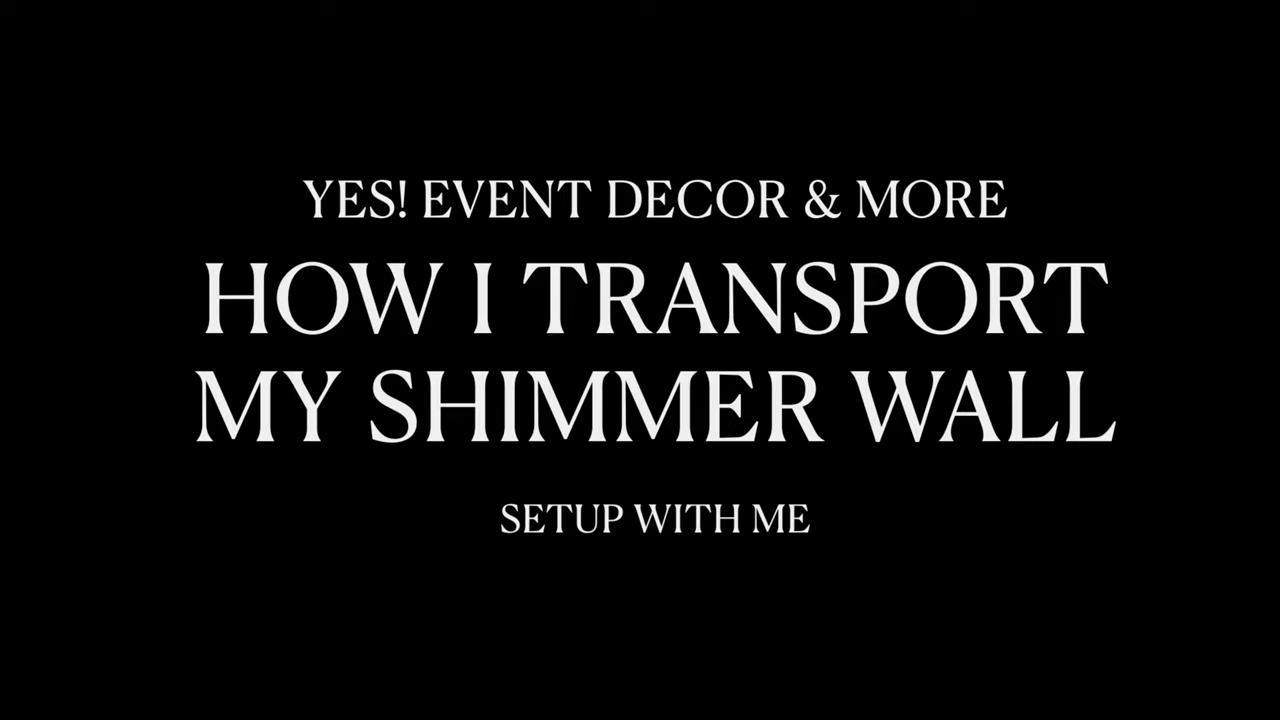 YES! EVENT DECOR & MORE
HOW I TRANSPORT
MY SHIMMER WALL
SETUP WITH ME